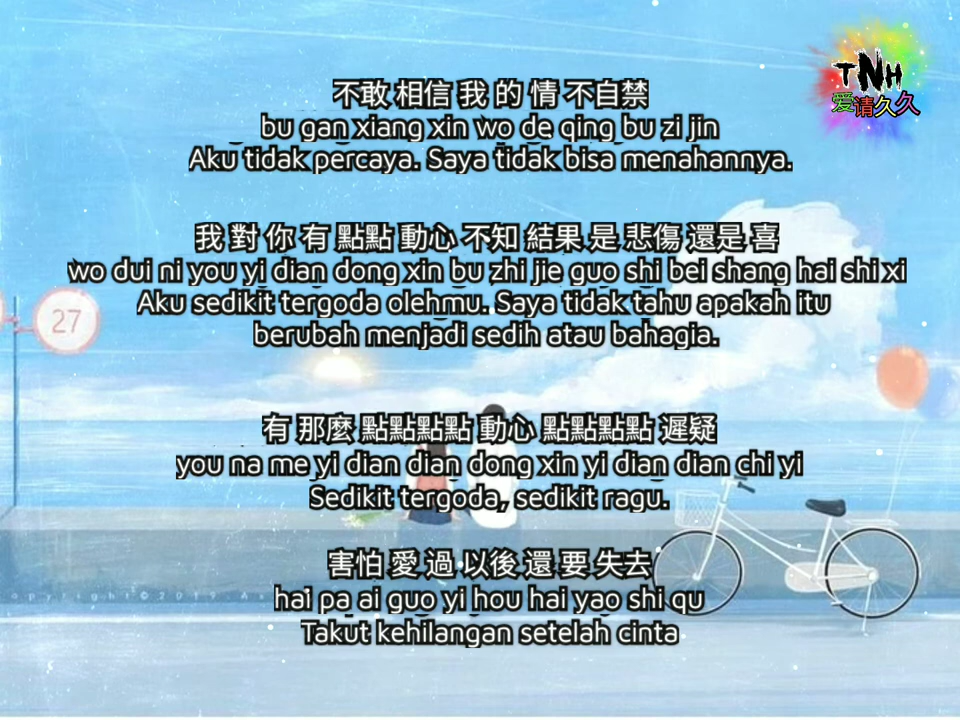 TNH
爱请久久
不敢 相信 我 的 情 不自禁
bu gan xiang xin wo de qing bu zi jin
Aku tidak percaya. Saya tidak bisa menahannya.
我 對 你 有 點點 動心 不知 結果 是 悲傷 還是 喜
wo dui ni you yi dian dong xin bu zhi jie guo shi bei shang hai shi xi
Aku sedikit tergoda olehmu. Saya tidak tahu apakah itu
berubah menjadi sedih atau bahagia.
27
有 那麼 點點點點 動心 點點點點 遲疑
you na me yi dian dian dong xin yi dian dian chi yi
Sedikit tergoda, sedikit ragu.
害怕 愛 過 以後 還 要 失去
hai pa ai guo yi hou hai yao shi qu
Takut kehilangan setelah cinta